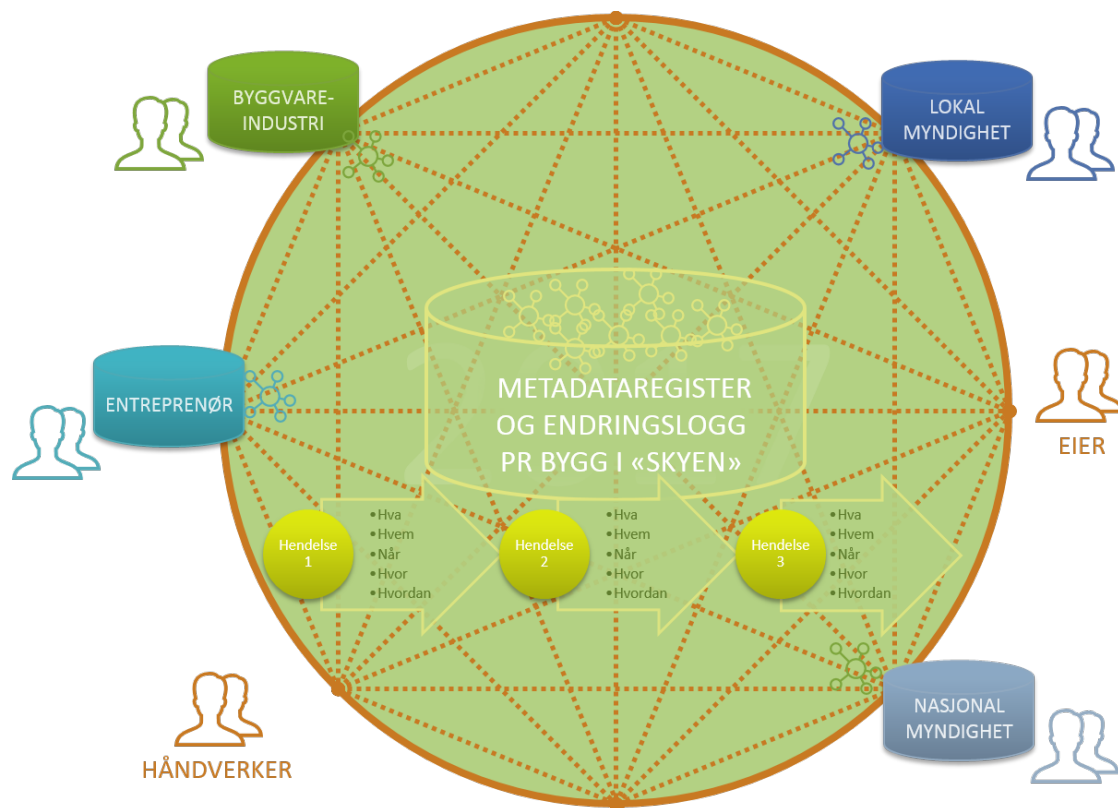 BYGGVARE-
INDUSTRI
LOKAL
MYNDIGHET
ENTREPRENØR
METADATAREGISTER
OG ENDRINGSLOGG
PR BYGG I «SKYEN»
EIER
Hendelse
1
•Hva
•Hvem
•Når
•Hvor
•Hvordan
Hendelse
2
•Hva
•Hvem
•Når
•Hvor
•Hvordan
Hendelse
3
•Hva
•Hvem
•Når
•Hvor
•Hvordan
HÅNDVERKER
NASJONAL
MYNDIGHET